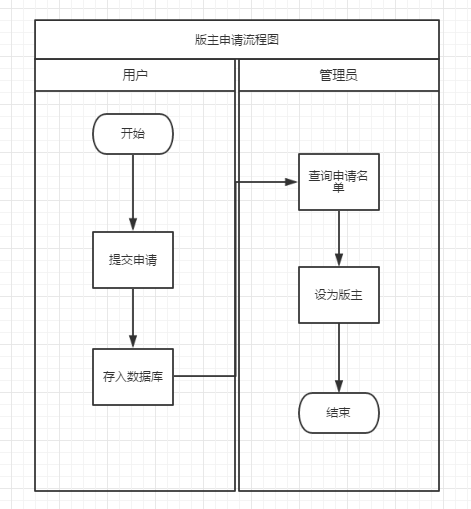 版主申请流程图
用户
管理员
开始
提交申请
存入数据库
查询申请名
单
设为版主
结束